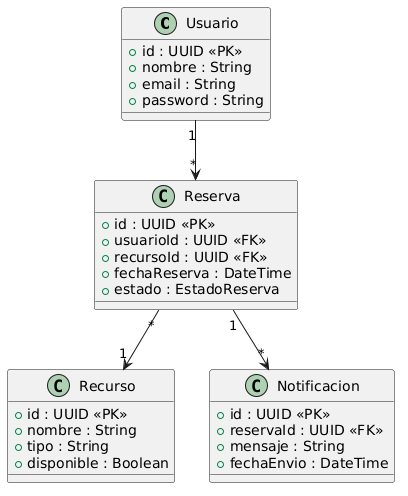 C Usuario
id : UUID «PK»
nombre : String
email : String
password : String
1
*
C Reserva
id : UUID «PK»
usuarioId : UUID «FK»
recursoId : UUID «FK»
fechaReserva : DateTime
estado : EstadoReserva
* 1
1 *
C Recurso
id : UUID «PK»
nombre : String
tipo : String
disponible : Boolean
C Notificacion
id : UUID «PK»
reservaId : UUID «FK»
mensaje : String
fechaEnvio : DateTime